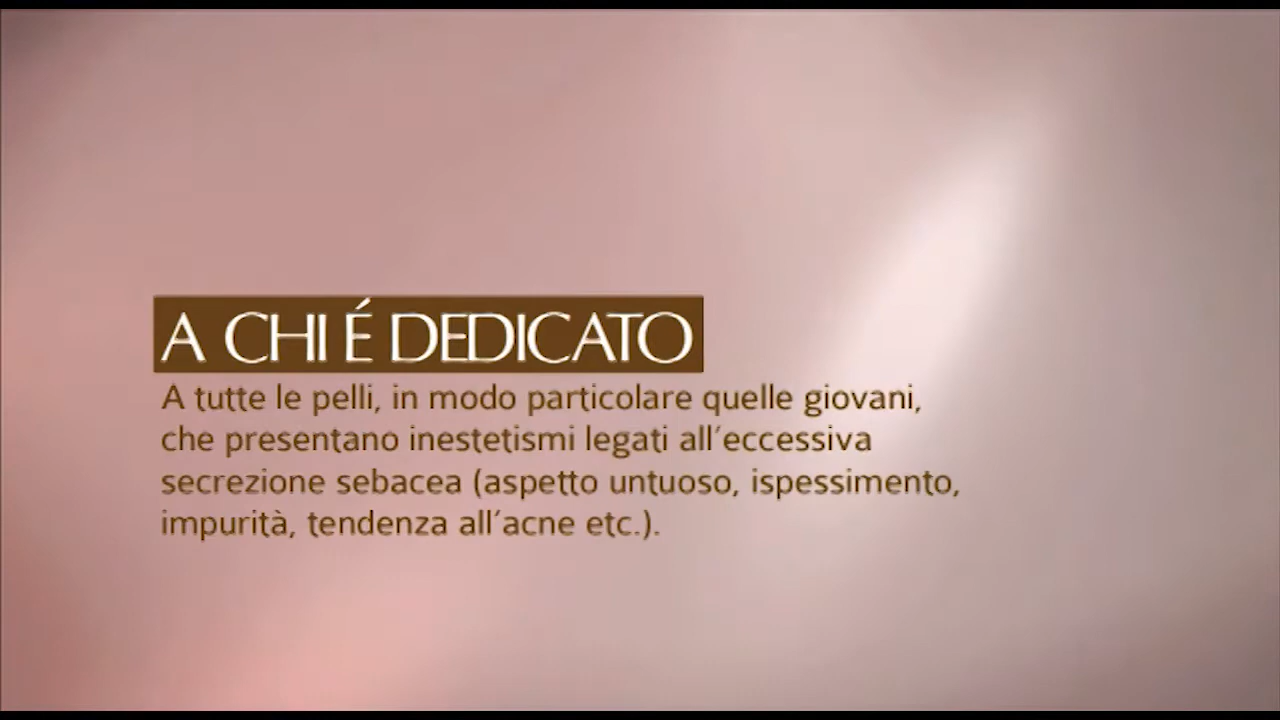 A CHI É DEDICATO
A tutte le pelli, in modo particolare quelle giovani,
che presentano inestetismi legati all'eccessiva
secrezione sebacea (aspetto untuoso, ispessimento,
impurità, tendenza all'acne etc.).